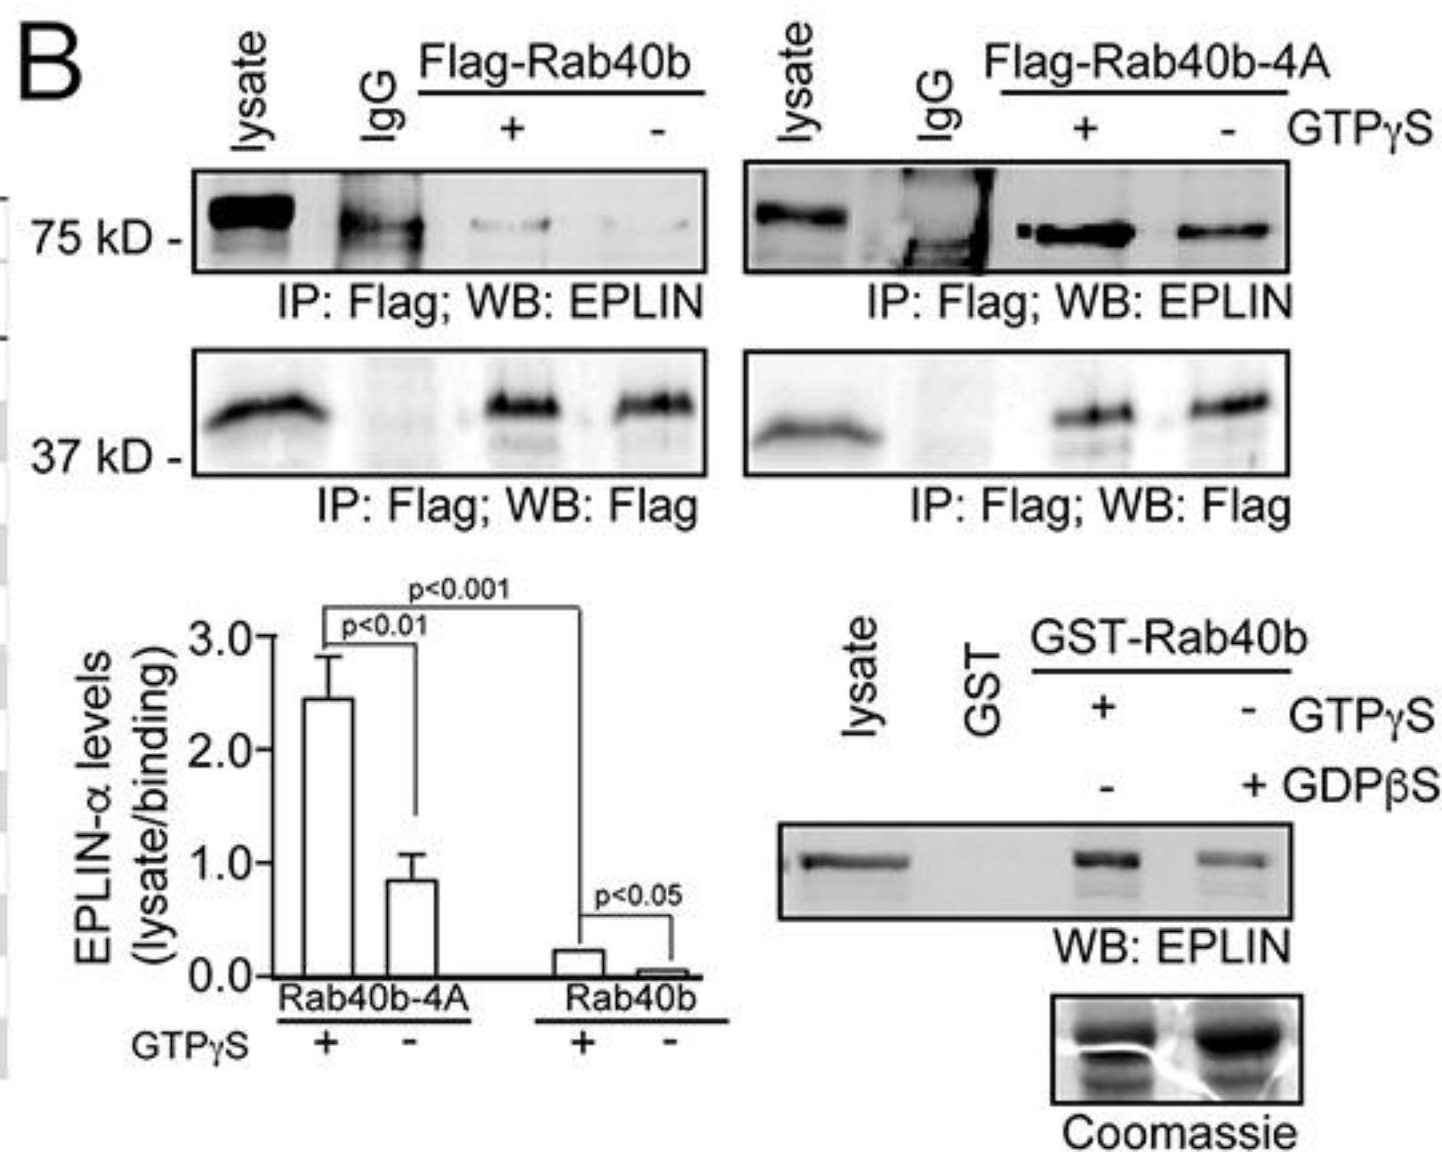 B
lysate
IgG
Flag-Rab40b
+ -
lysate
IgG
Flag-Rab40b-4A
+ - GTPγS
75 kD -
IP: Flag; WB: EPLIN
IP: Flag; WB: EPLIN
37 kD -
IP: Flag; WB: Flag
IP: Flag; WB: Flag
EPLIN-α levels
(lysate/binding)
3.0
2.0
1.0
0.0
p<0.001
p<0.01
p<0.05
Rab40b-4A
Rab40b
GTPγS + - + -
lysate
GST
GST-Rab40b
+ - GTPγS
- + GDPβS
WB: EPLIN
Coomassie